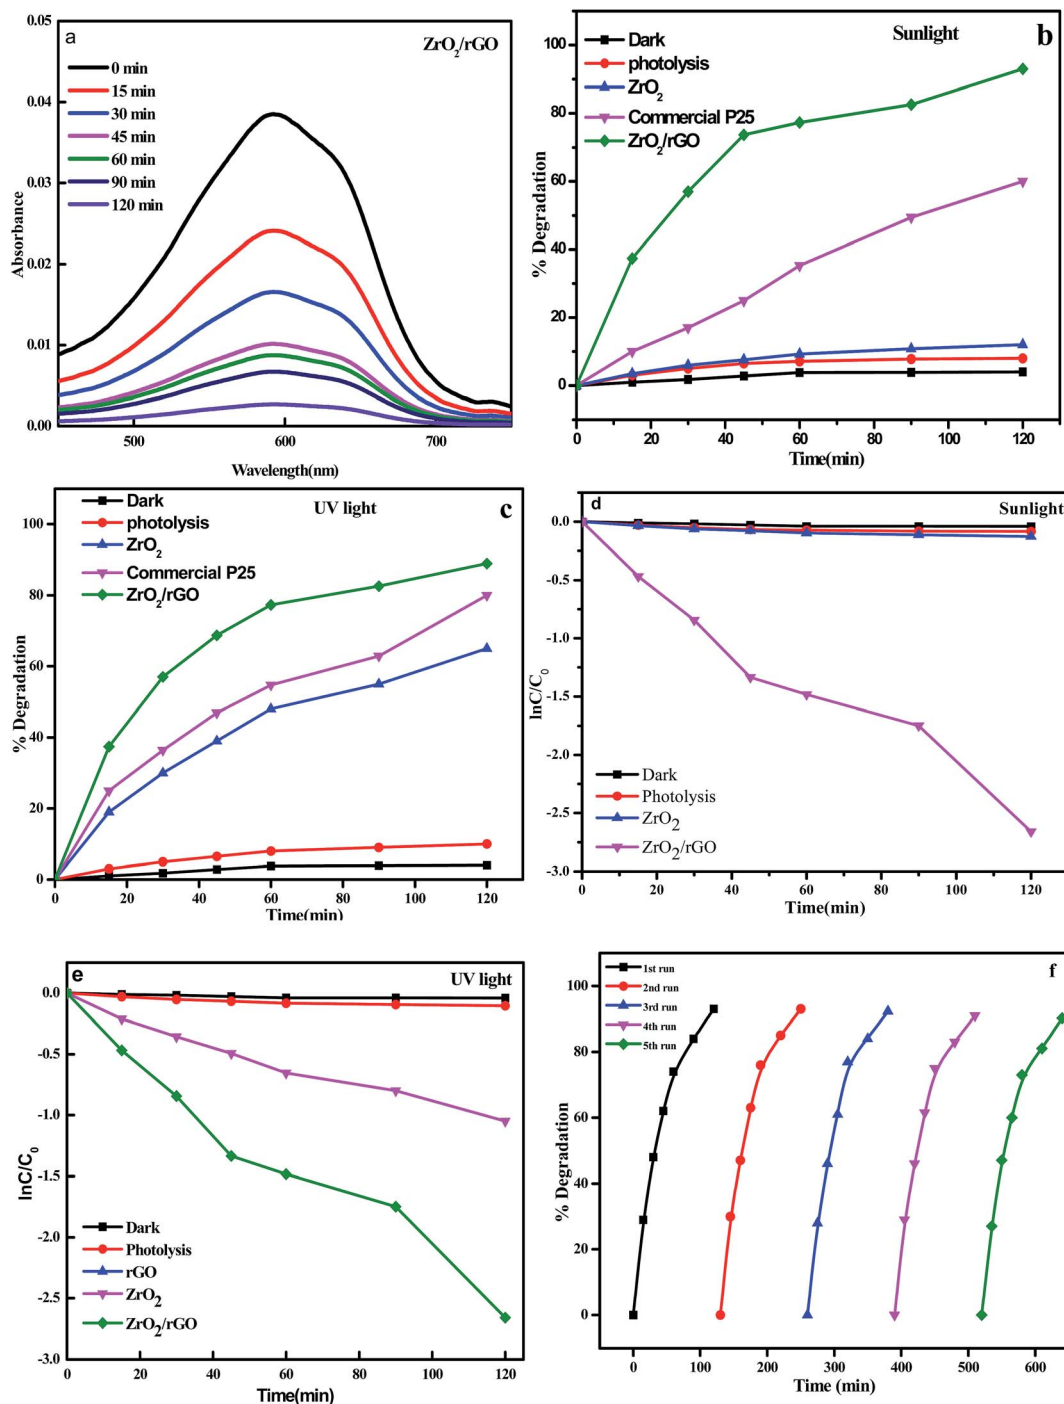 a
ZrO2/rGO
0 min
15 min
30 min
45 min
60 min
90 min
120 min
0.05
0.04
0.03
0.02
0.01
0.00
Absorbance
500
600
700
Wavelength(nm)
b
Sunlight
Dark
photolysis
ZrO2
Commercial P25
ZrO2/rGO
100
80
60
40
20
0
% Degradation
0
20
40
60
80
100
120
Time(min)
c
UV light
Dark
photolysis
ZrO2
Commercial P25
ZrO2/rGO
100
80
60
40
20
0
% Degradation
0
20
40
60
80
100
120
Time(min)
d
Sunlight
0.0
-0.5
-1.0
-1.5
-2.0
-2.5
-3.0
lnC/C0
Dark
Photolysis
ZrO2
ZrO2/rGO
0
20
40
60
80
100
120
Time(min)
e
UV light
0.0
-0.5
-1.0
-1.5
-2.0
-2.5
-3.0
lnC/C0
Dark
Photolysis
rGO
ZrO2
ZrO2/rGO
0
20
40
60
80
100
120
Time(min)
f
1st run
2nd run
3rd run
4th run
5th run
100
80
60
40
20
0
% Degradation
0
100
200
300
400
500
600
Time (min)